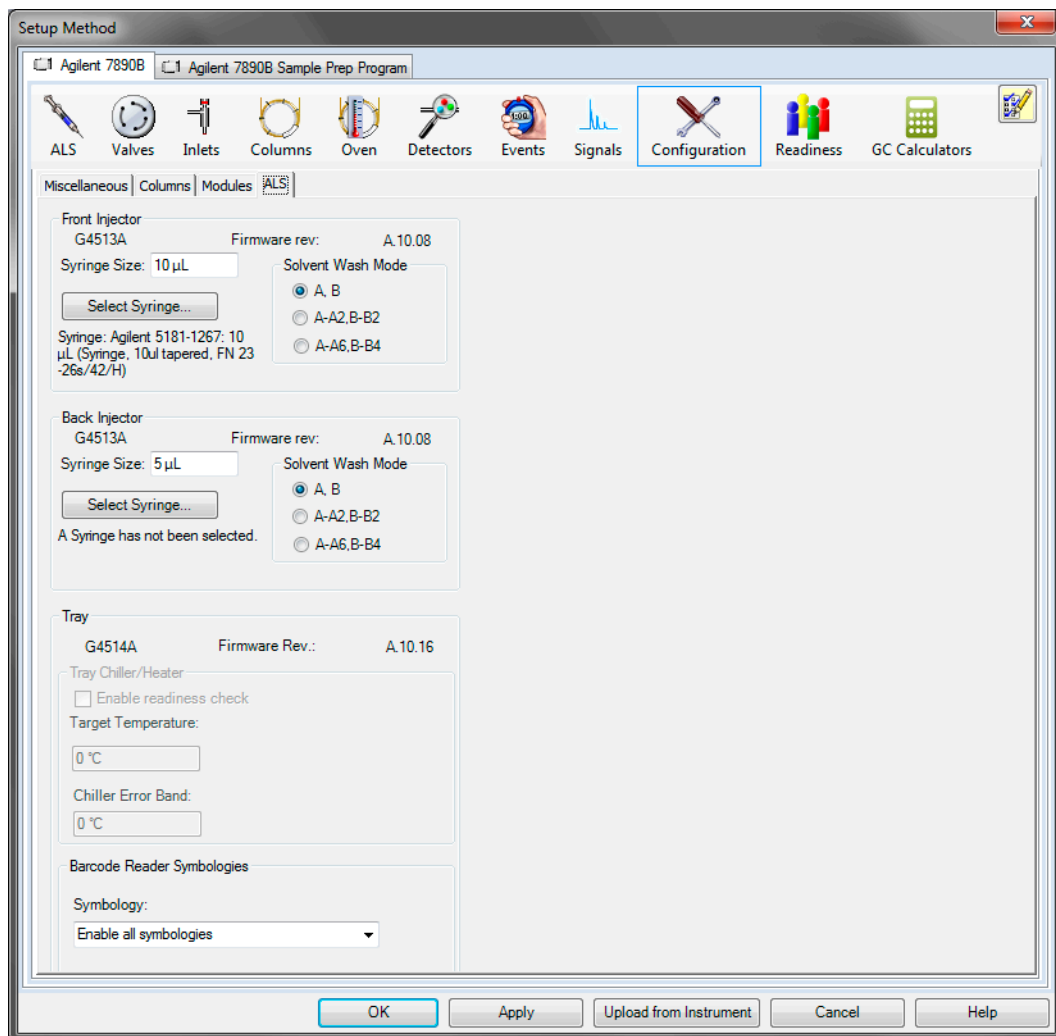 Setup Method
Agilent 7890B Agilent 7890B Sample Prep Program
ALS Valves Inlets Columns Oven Detectors Events Signals Configuration Readiness GC Calculators
Miscellaneous Columns Modules ALS
Front Injector
G4513A Firmware rev: A.10.08
Syringe Size: 10 µL Solvent Wash Mode
A, B
Select Syringe...
A-A2,B-B2
Syringe: Agilent 5181-1267: 10
µL (Syringe, 10ul tapered, FN 23
-26s/42/H)
A-A6,B-B4
Back Injector
G4513A Firmware rev: A.10.08
Syringe Size: 5 µL Solvent Wash Mode
A, B
Select Syringe...
A-A2,B-B2
A Syringe has not been selected.
A-A6,B-B4
Tray
G4514A Firmware Rev.: A.10.16
Tray Chiller/Heater
Enable readiness check
Target Temperature:
0 °C
Chiller Error Band:
0 °C
Barcode Reader Symbologies
Symbology:
Enable all symbologies
OK Apply Upload from Instrument Cancel Help